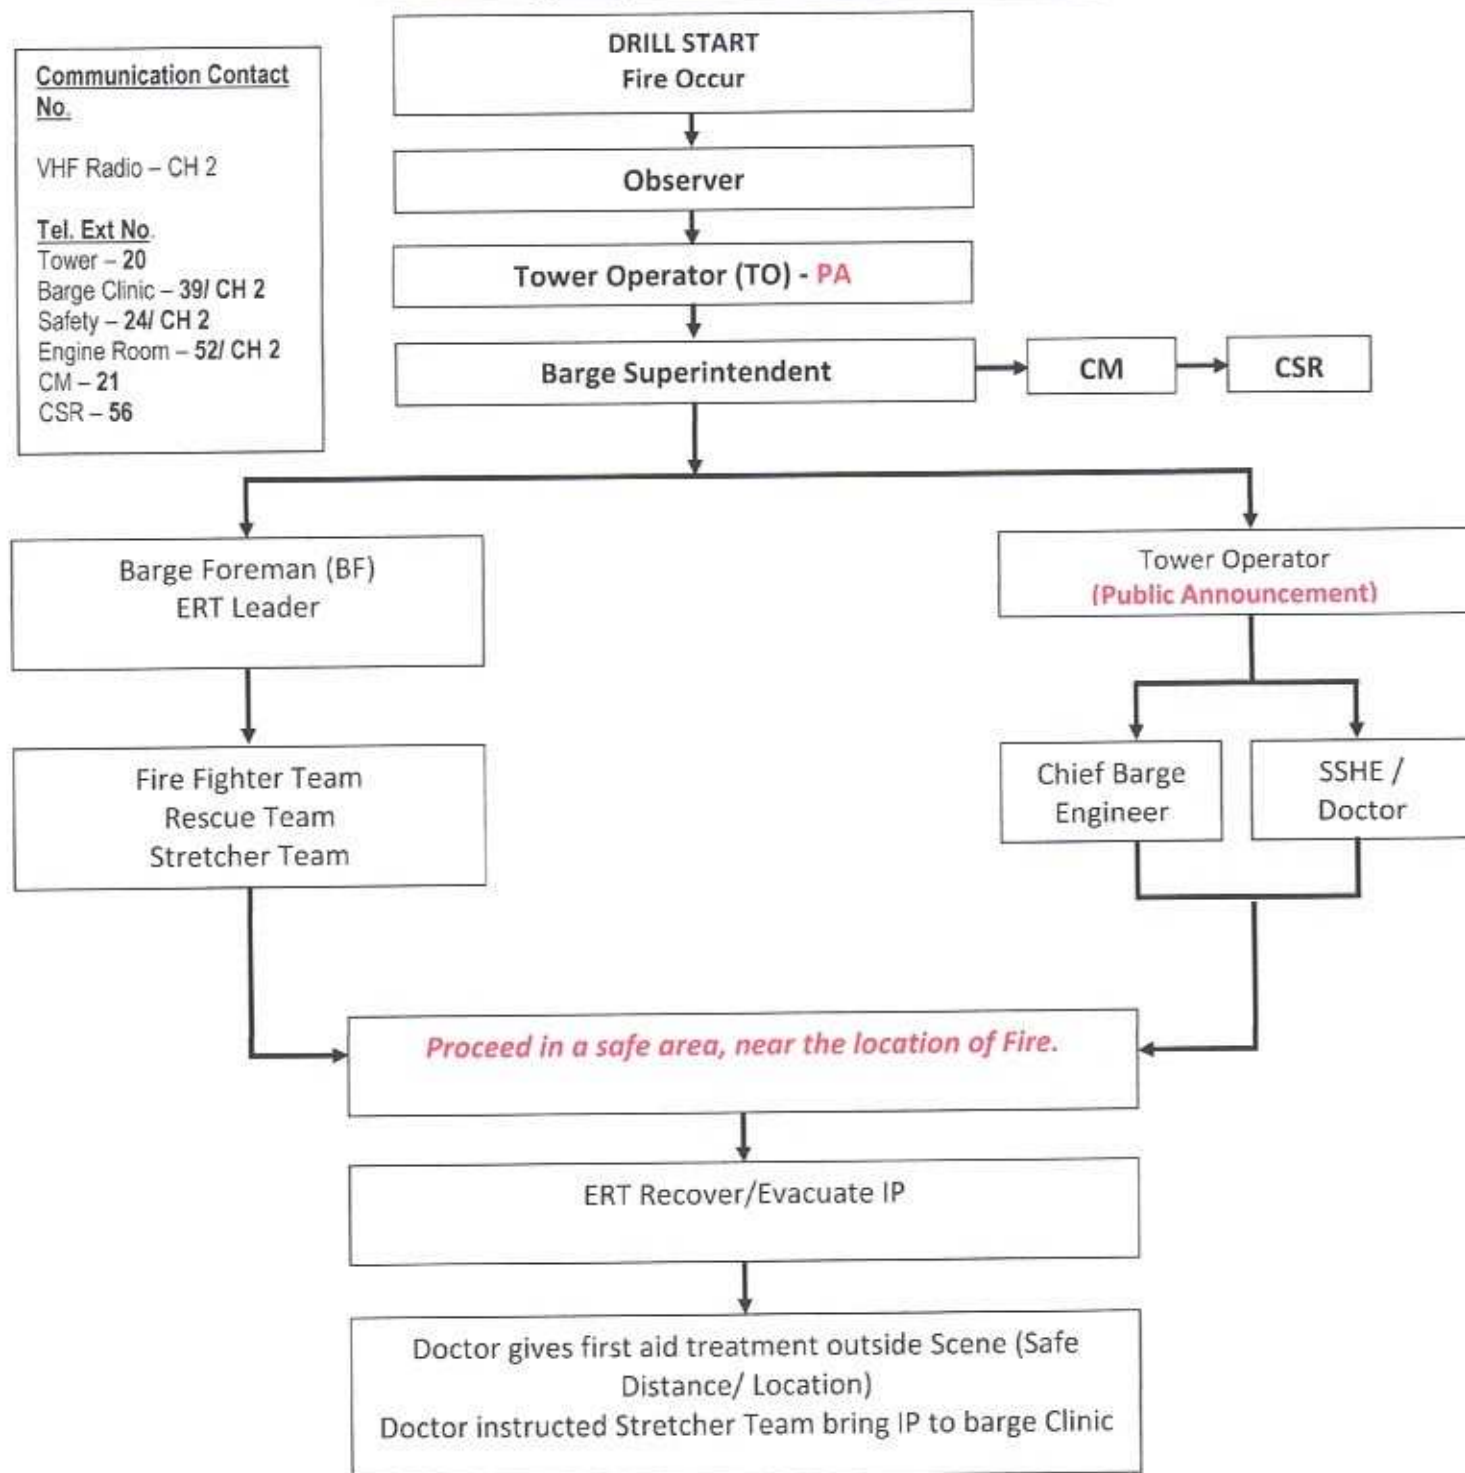 Communication Contact
No.
VHF Radio – CH 2
Tel. Ext No.
Tower – 20
Barge Clinic – 39/ CH 2
Safety – 24/ CH 2
Engine Room – 52/ CH 2
CM – 21
CSR – 56
DRILL START
Fire Occur
Observer
Tower Operator (TO) - PA
Barge Superintendent
CM
CSR
Barge Foreman (BF)
ERT Leader
Tower Operator
(Public Announcement)
Fire Fighter Team
Rescue Team
Stretcher Team
Chief Barge
Engineer
SSHE /
Doctor
Proceed in a safe area, near the location of Fire.
ERT Recover/Evacuate IP
Doctor gives first aid treatment outside Scene (Safe
Distance/ Location)
Doctor instructed Stretcher Team bring IP to barge Clinic